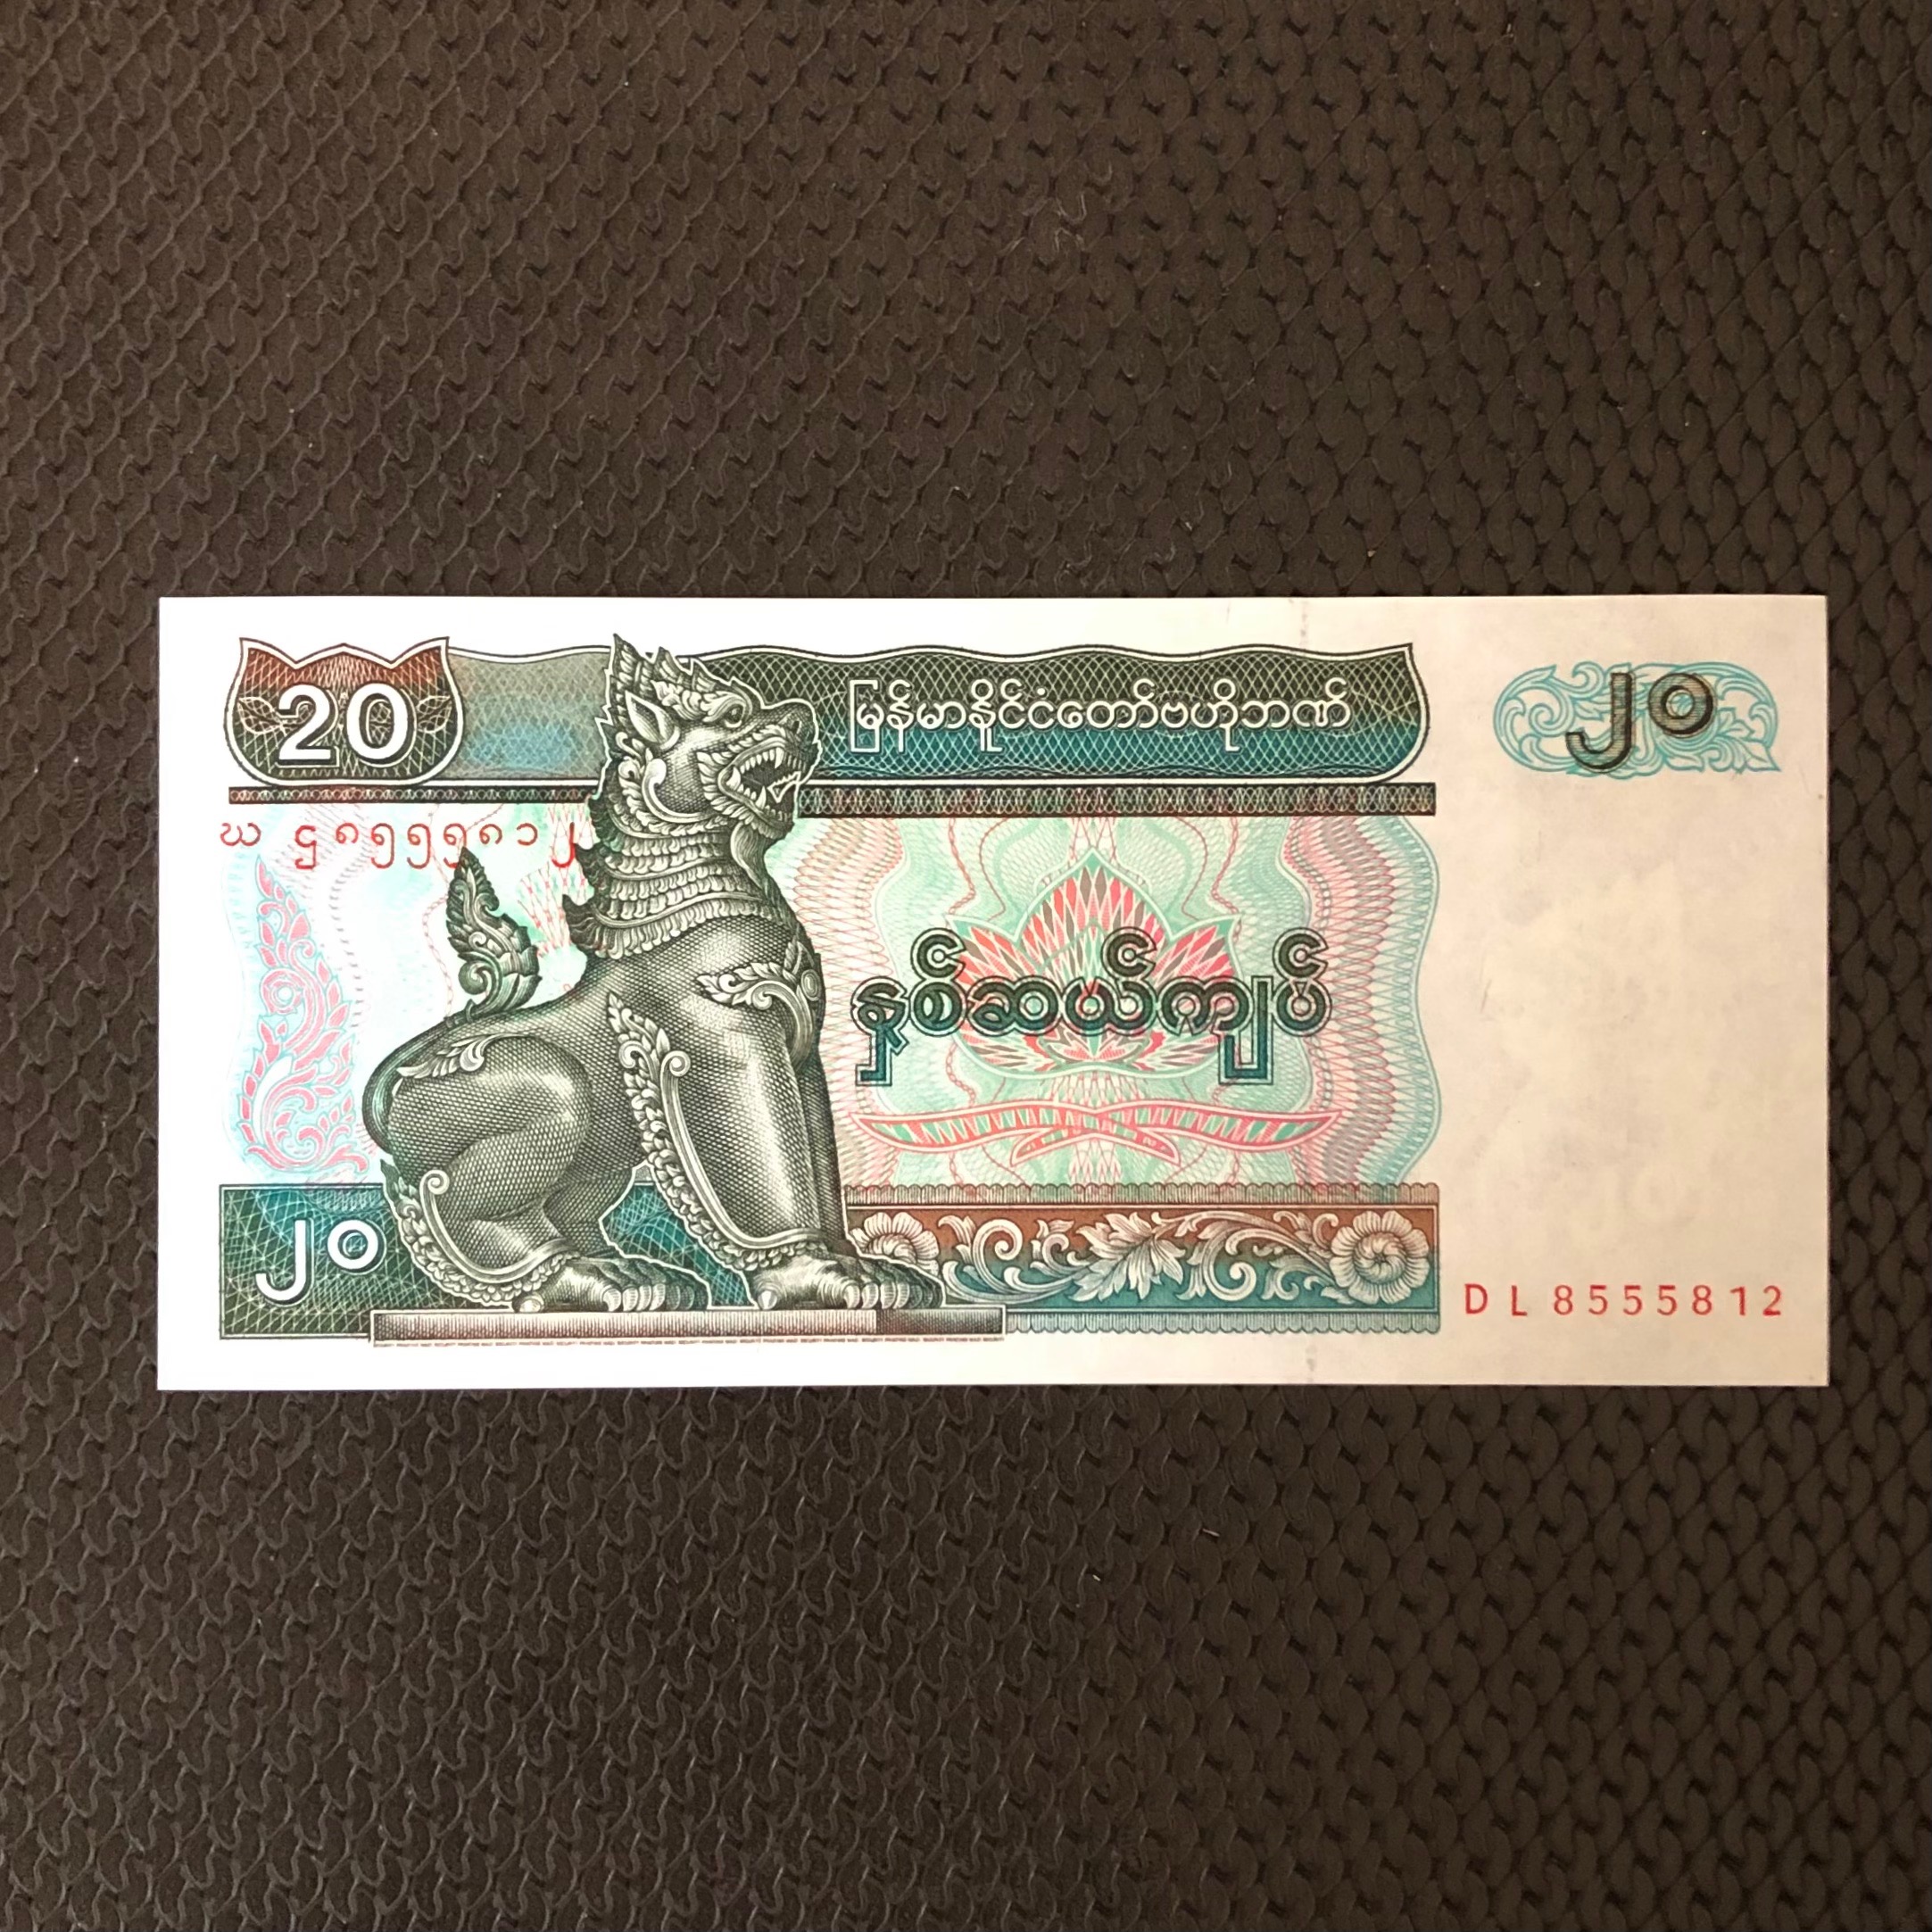 20
မြန်မာနိုင်ငံတော်ဗဟိုဘဏ်
၂၀
ဃ ဌ ၈၅၅၅၈၁၂
နှစ်ဆယ်ကျပ်
၂၀
DL 8555812